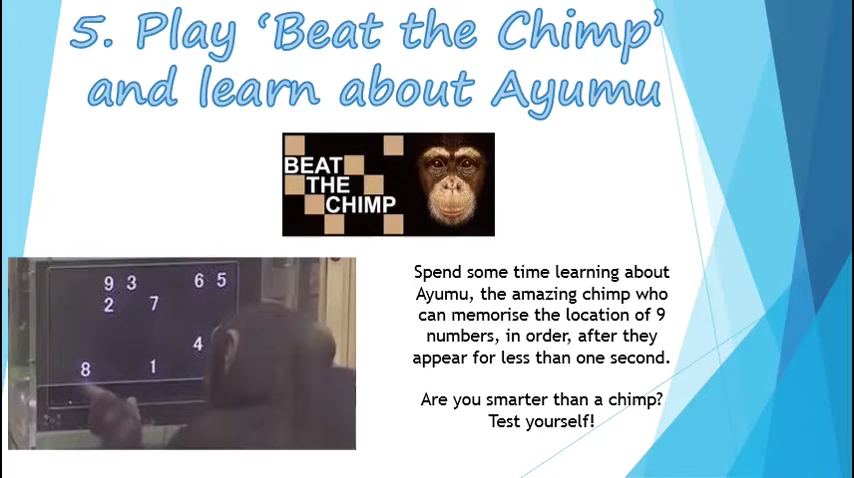 5. Play ‘Beat the Chimp’
and learn about Ayumu
BEAT
THE
CHIMP
9 3 6 5
2 7
4
8 1
Spend some time learning about
Ayumu, the amazing chimp who
can memorise the location of 9
numbers, in order, after they
appear for less than one second.
Are you smarter than a chimp?
Test yourself!